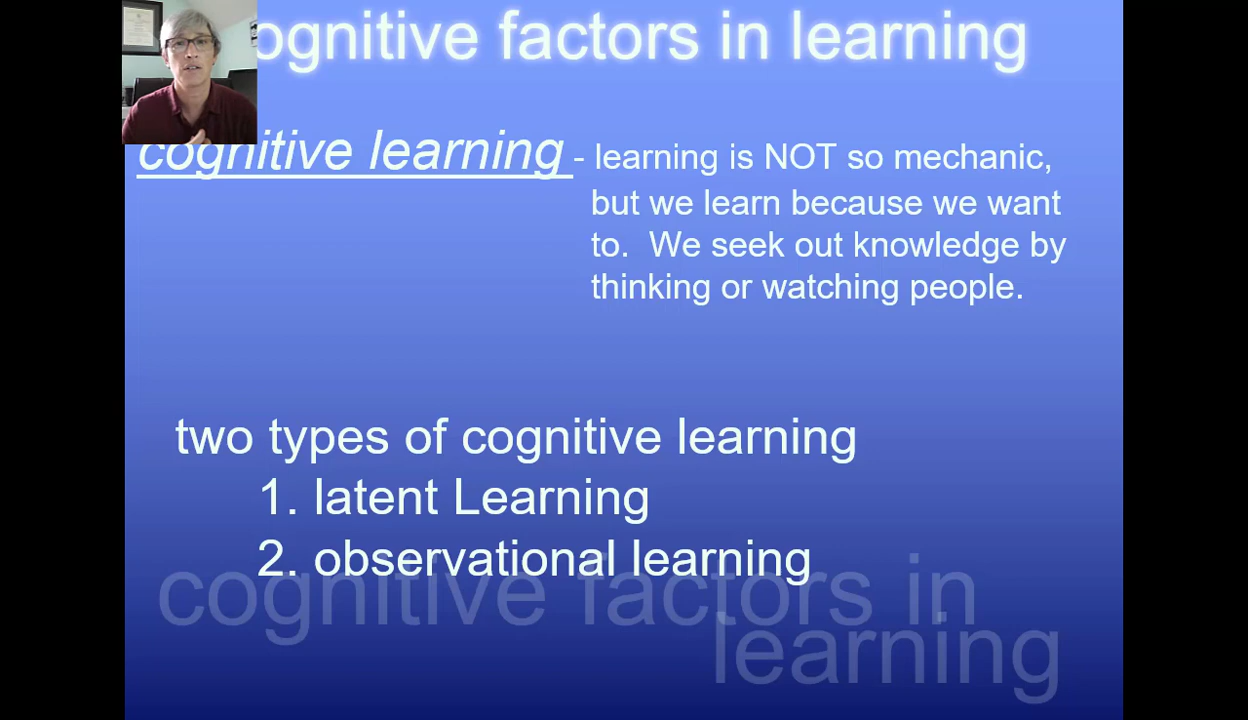 ognitive factors in learning
cognitive learning - learning is NOT so mechanic,
but we learn because we want
to. We seek out knowledge by
thinking or watching people.
two types of cognitive learning
1. latent Learning
2. observational learning
cognitive factors in
learning